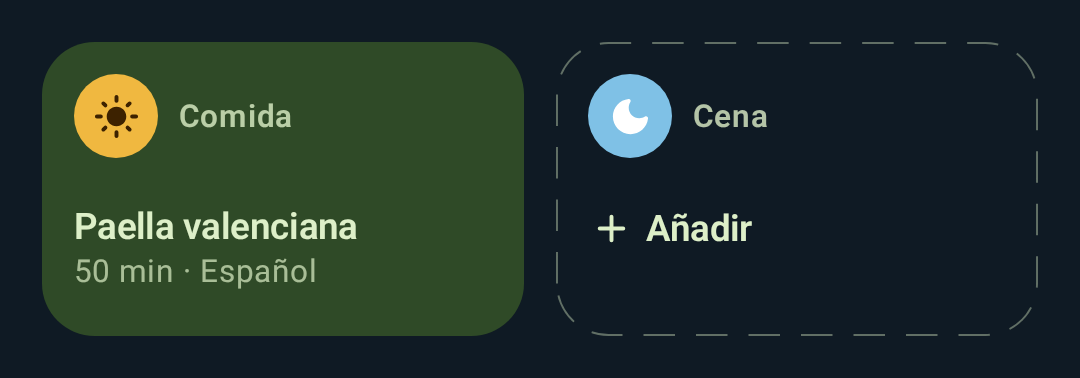 Comida
Paella valenciana
50 min · Español
Cena
+ Añadir